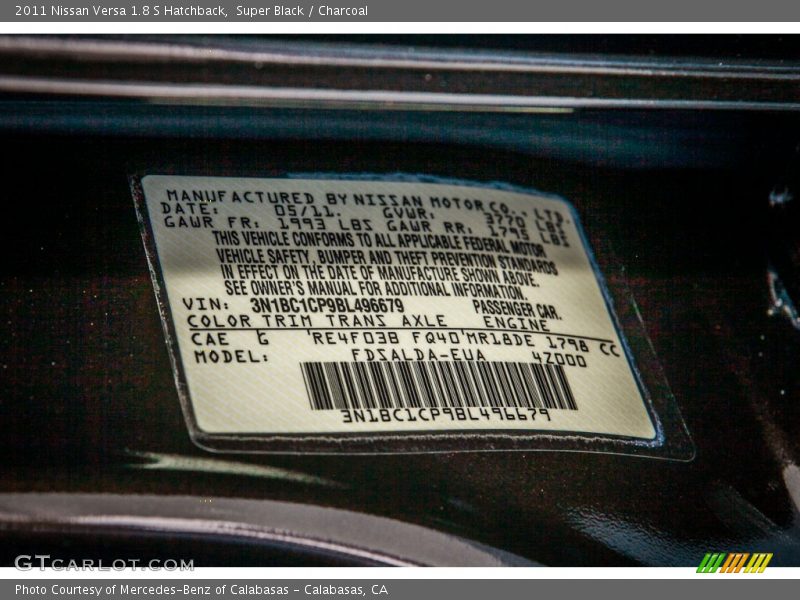 2011 Nissan Versa 1.8 S Hatchback, Super Black / Charcoal
MANUFACTURED BY NISSAN MOTOR CO., LTD.
DATE: 05/11. GVWR: 3770 LBS
GAWR FR: 1993 LBS GAWR RR: 1795 LBS
THIS VEHICLE CONFORMS TO ALL APPLICABLE FEDERAL MOTOR
VEHICLE SAFETY, BUMPER AND THEFT PREVENTION STANDARDS
IN EFFECT ON THE DATE OF MANUFACTURE SHOWN ABOVE.
SEE OWNER'S MANUAL FOR ADDITIONAL INFORMATION.
VIN: 3N1BC1CP9BL496679 PASSENGER CAR.
COLOR TRIM TRANS AXLE ENGINE
CAE G RE4F03B FQ40 MR18DE 1798 CC
MODEL: FDSALDA-EUA 4Z000
3N1BC1CP9BL496679
GTCARLOT.COM
Photo Courtesy of Mercedes-Benz of Calabasas - Calabasas, CA